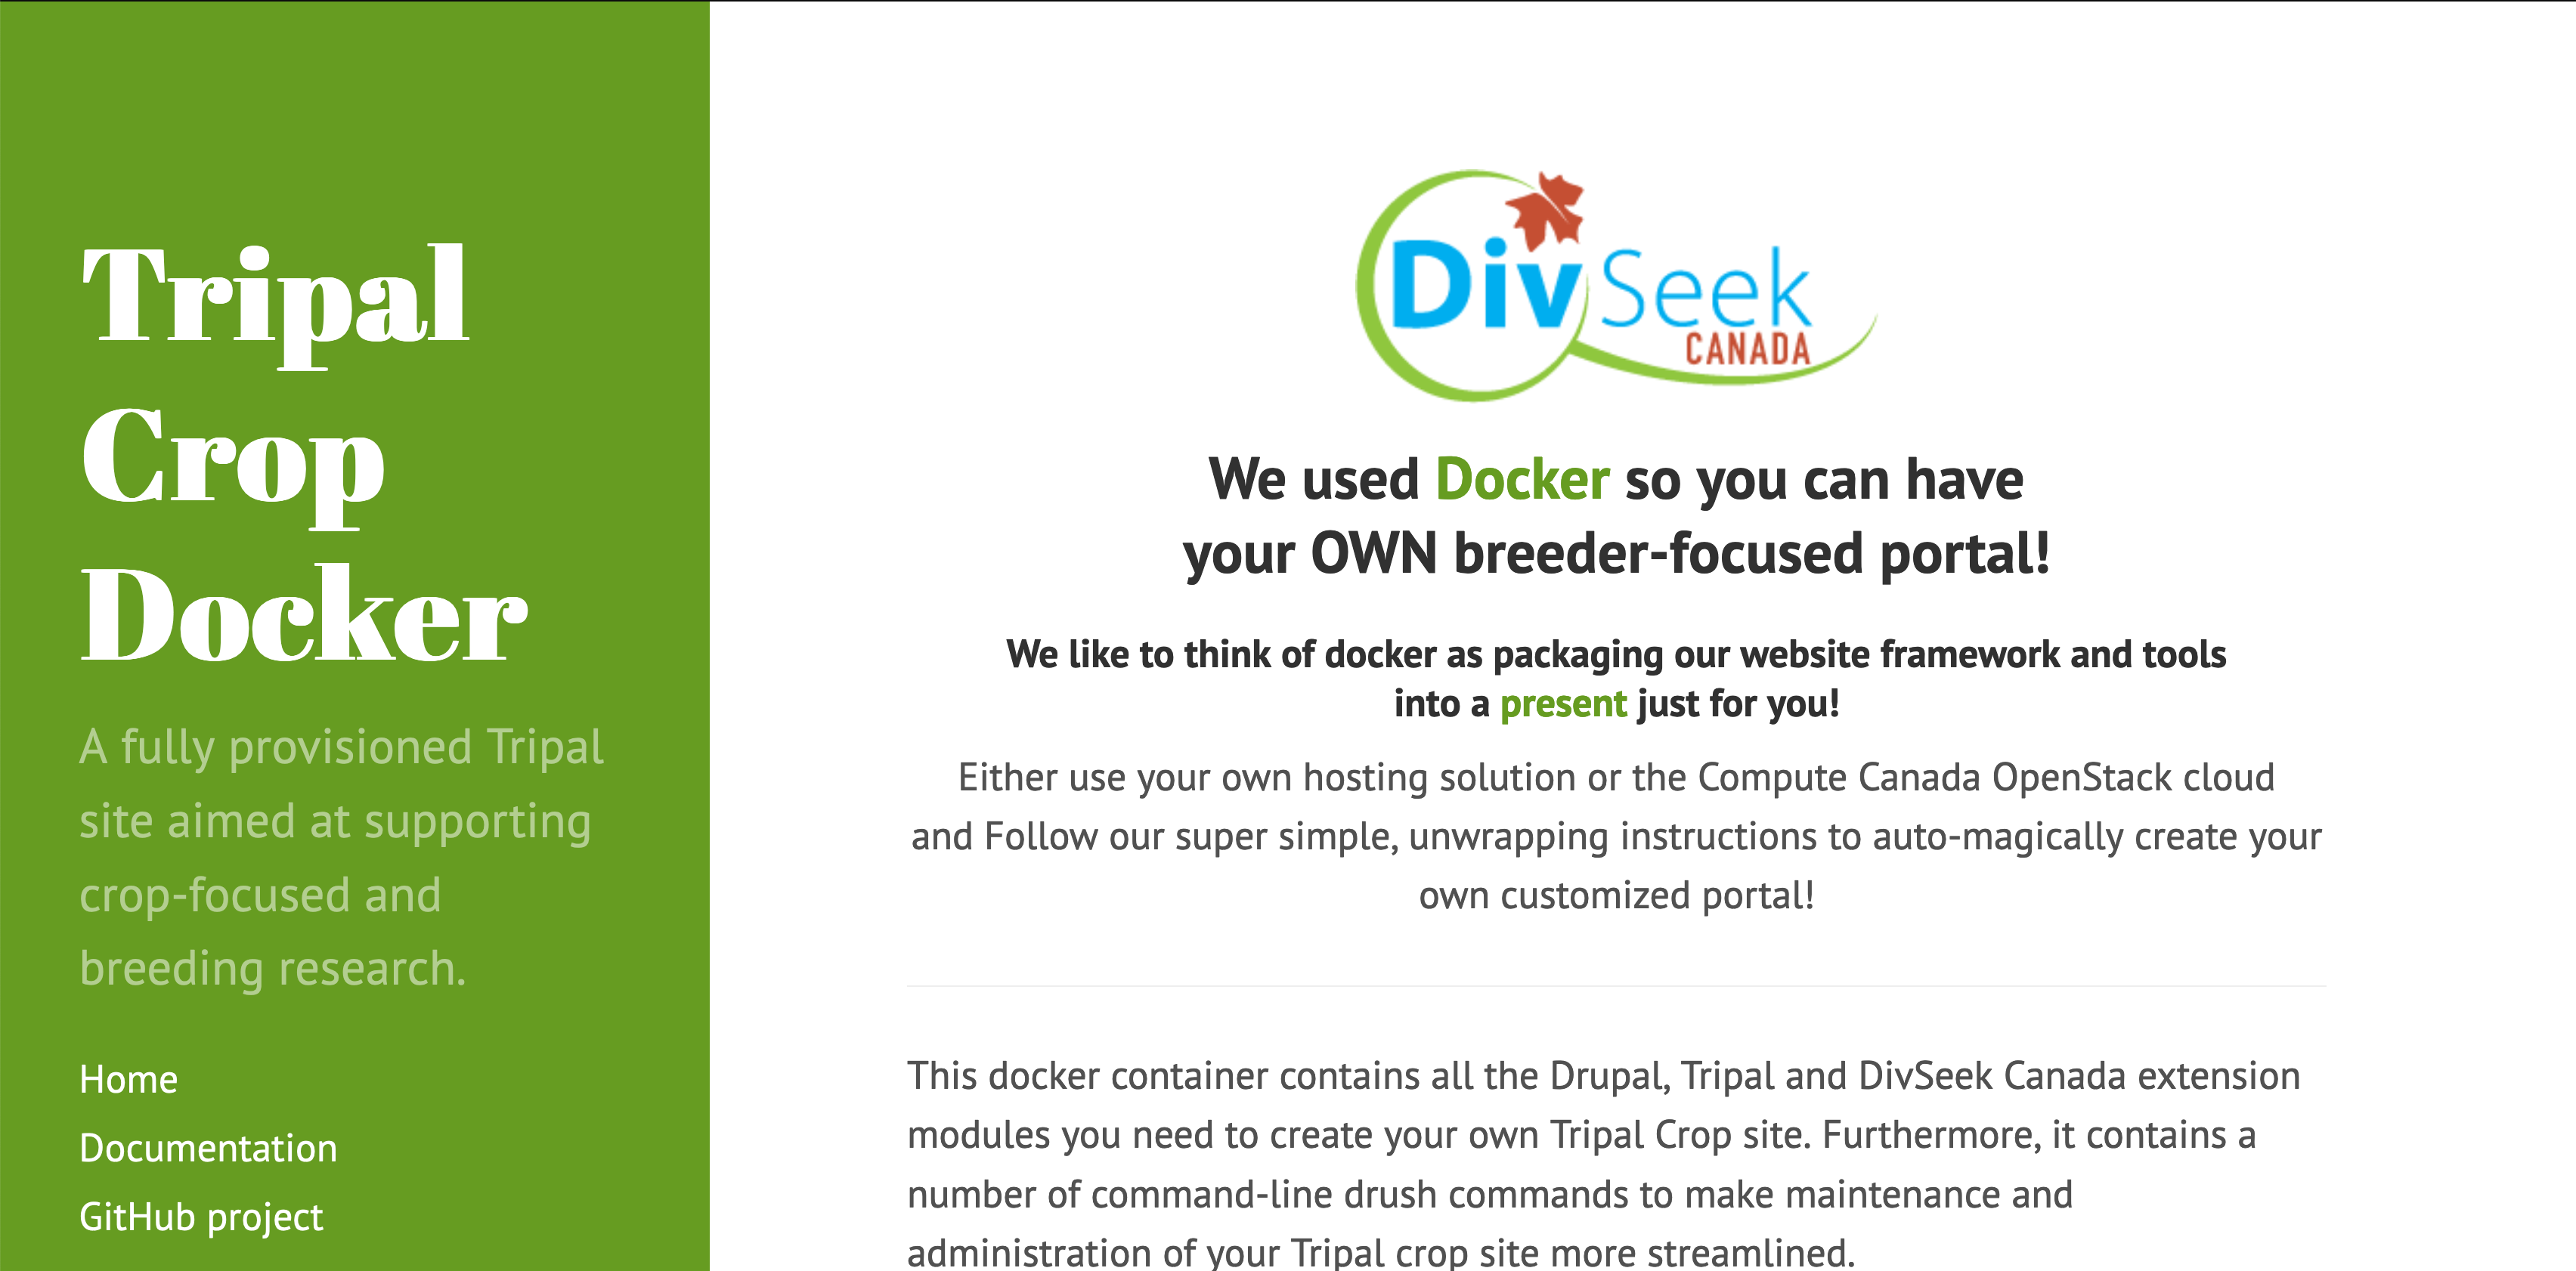 Tripal
Crop
Docker
A fully provisioned Tripal
site aimed at supporting
crop-focused and
breeding research.
Home
Documentation
GitHub project
DivSeek
CANADA
We used Docker so you can have
your OWN breeder-focused portal!
We like to think of docker as packaging our website framework and tools
into a present just for you!
Either use your own hosting solution or the Compute Canada OpenStack cloud
and Follow our super simple, unwrapping instructions to auto-magically create your
own customized portal!
This docker container contains all the Drupal, Tripal and DivSeek Canada extension
modules you need to create your own Tripal Crop site. Furthermore, it contains a
number of command-line drush commands to make maintenance and
administration of your Tripal crop site more streamlined.